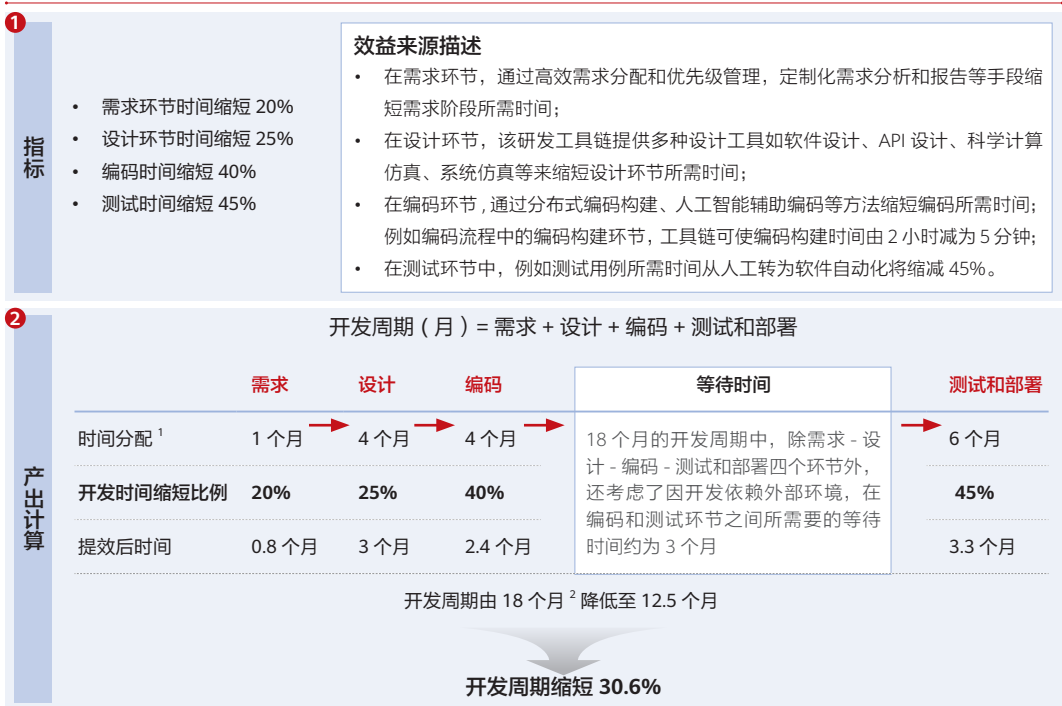 1
指标
• 需求环节时间缩短 20%
• 设计环节时间缩短 25%
• 编码时间缩短 40%
• 测试时间缩短 45%
效益来源描述
• 在需求环节，通过高效需求分配和优先级管理，定制化需求分析和报告等手段缩
短需求阶段所需时间；
• 在设计环节，该研发工具链提供多种设计工具如软件设计、API 设计、科学计算
仿真、系统仿真等来缩短设计环节所需时间；
• 在编码环节 , 通过分布式编码构建、人工智能辅助编码等方法缩短编码所需时间；
例如编码流程中的编码构建环节，工具链可使编码构建时间由 2 小时减为 5 分钟；
• 在测试环节中，例如测试用例所需时间从人工转为软件自动化将缩减 45%。
2
产出计算
开发周期（月）= 需求 + 设计 + 编码 + 测试和部署
需求 设计 编码 等待时间 测试和部署
时间分配 1 1 个月 4 个月 4 个月 6 个月
开发时间缩短比例 20% 25% 40% 45%
提效后时间 0.8 个月 3 个月 2.4 个月 3.3 个月
18 个月的开发周期中，除需求 - 设
计 - 编码 - 测试和部署四个环节外，
还考虑了因开发依赖外部环境，在
编码和测试环节之间所需要的等待
时间约为 3 个月
开发周期由 18 个月 2 降低至 12.5 个月
开发周期缩短 30.6%